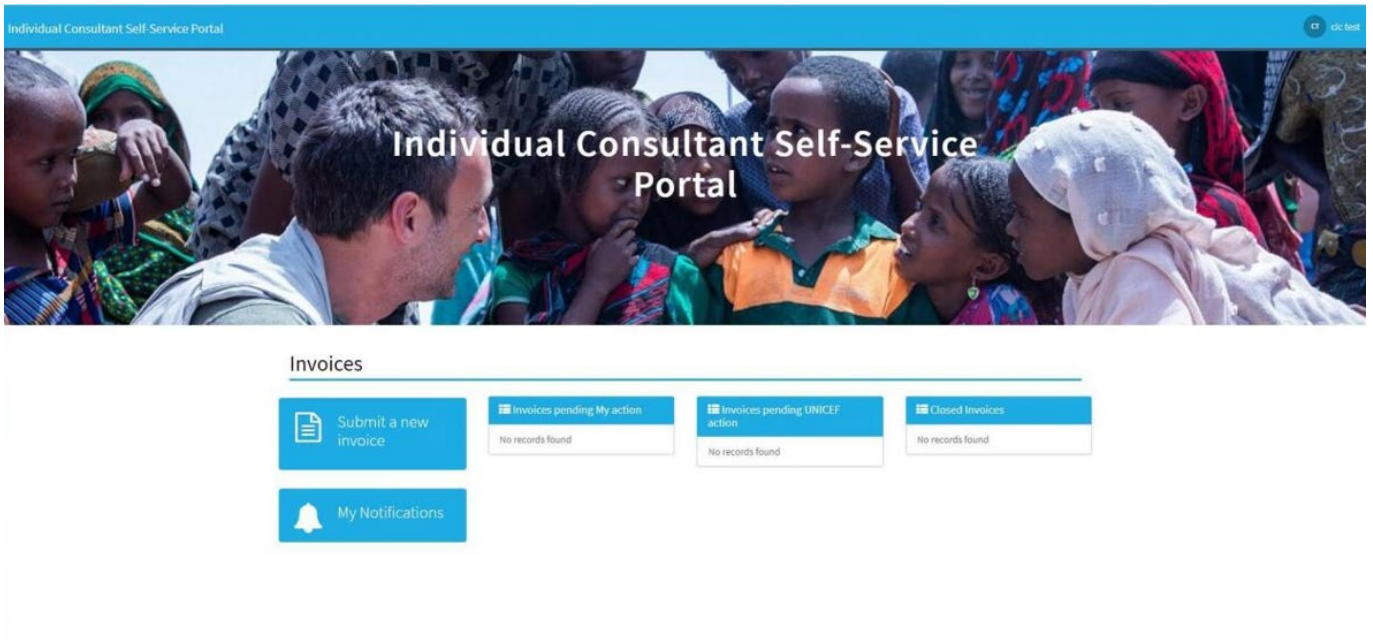 Individual Consultant Self-Service Portal
CT cic test
Individual Consultant Self-Service
Portal
Invoices
Submit a new
invoice
My Notifications
Invoices pending My action
No records found
Invoices pending UNICEF
action
No records found
Closed Invoices
No records found